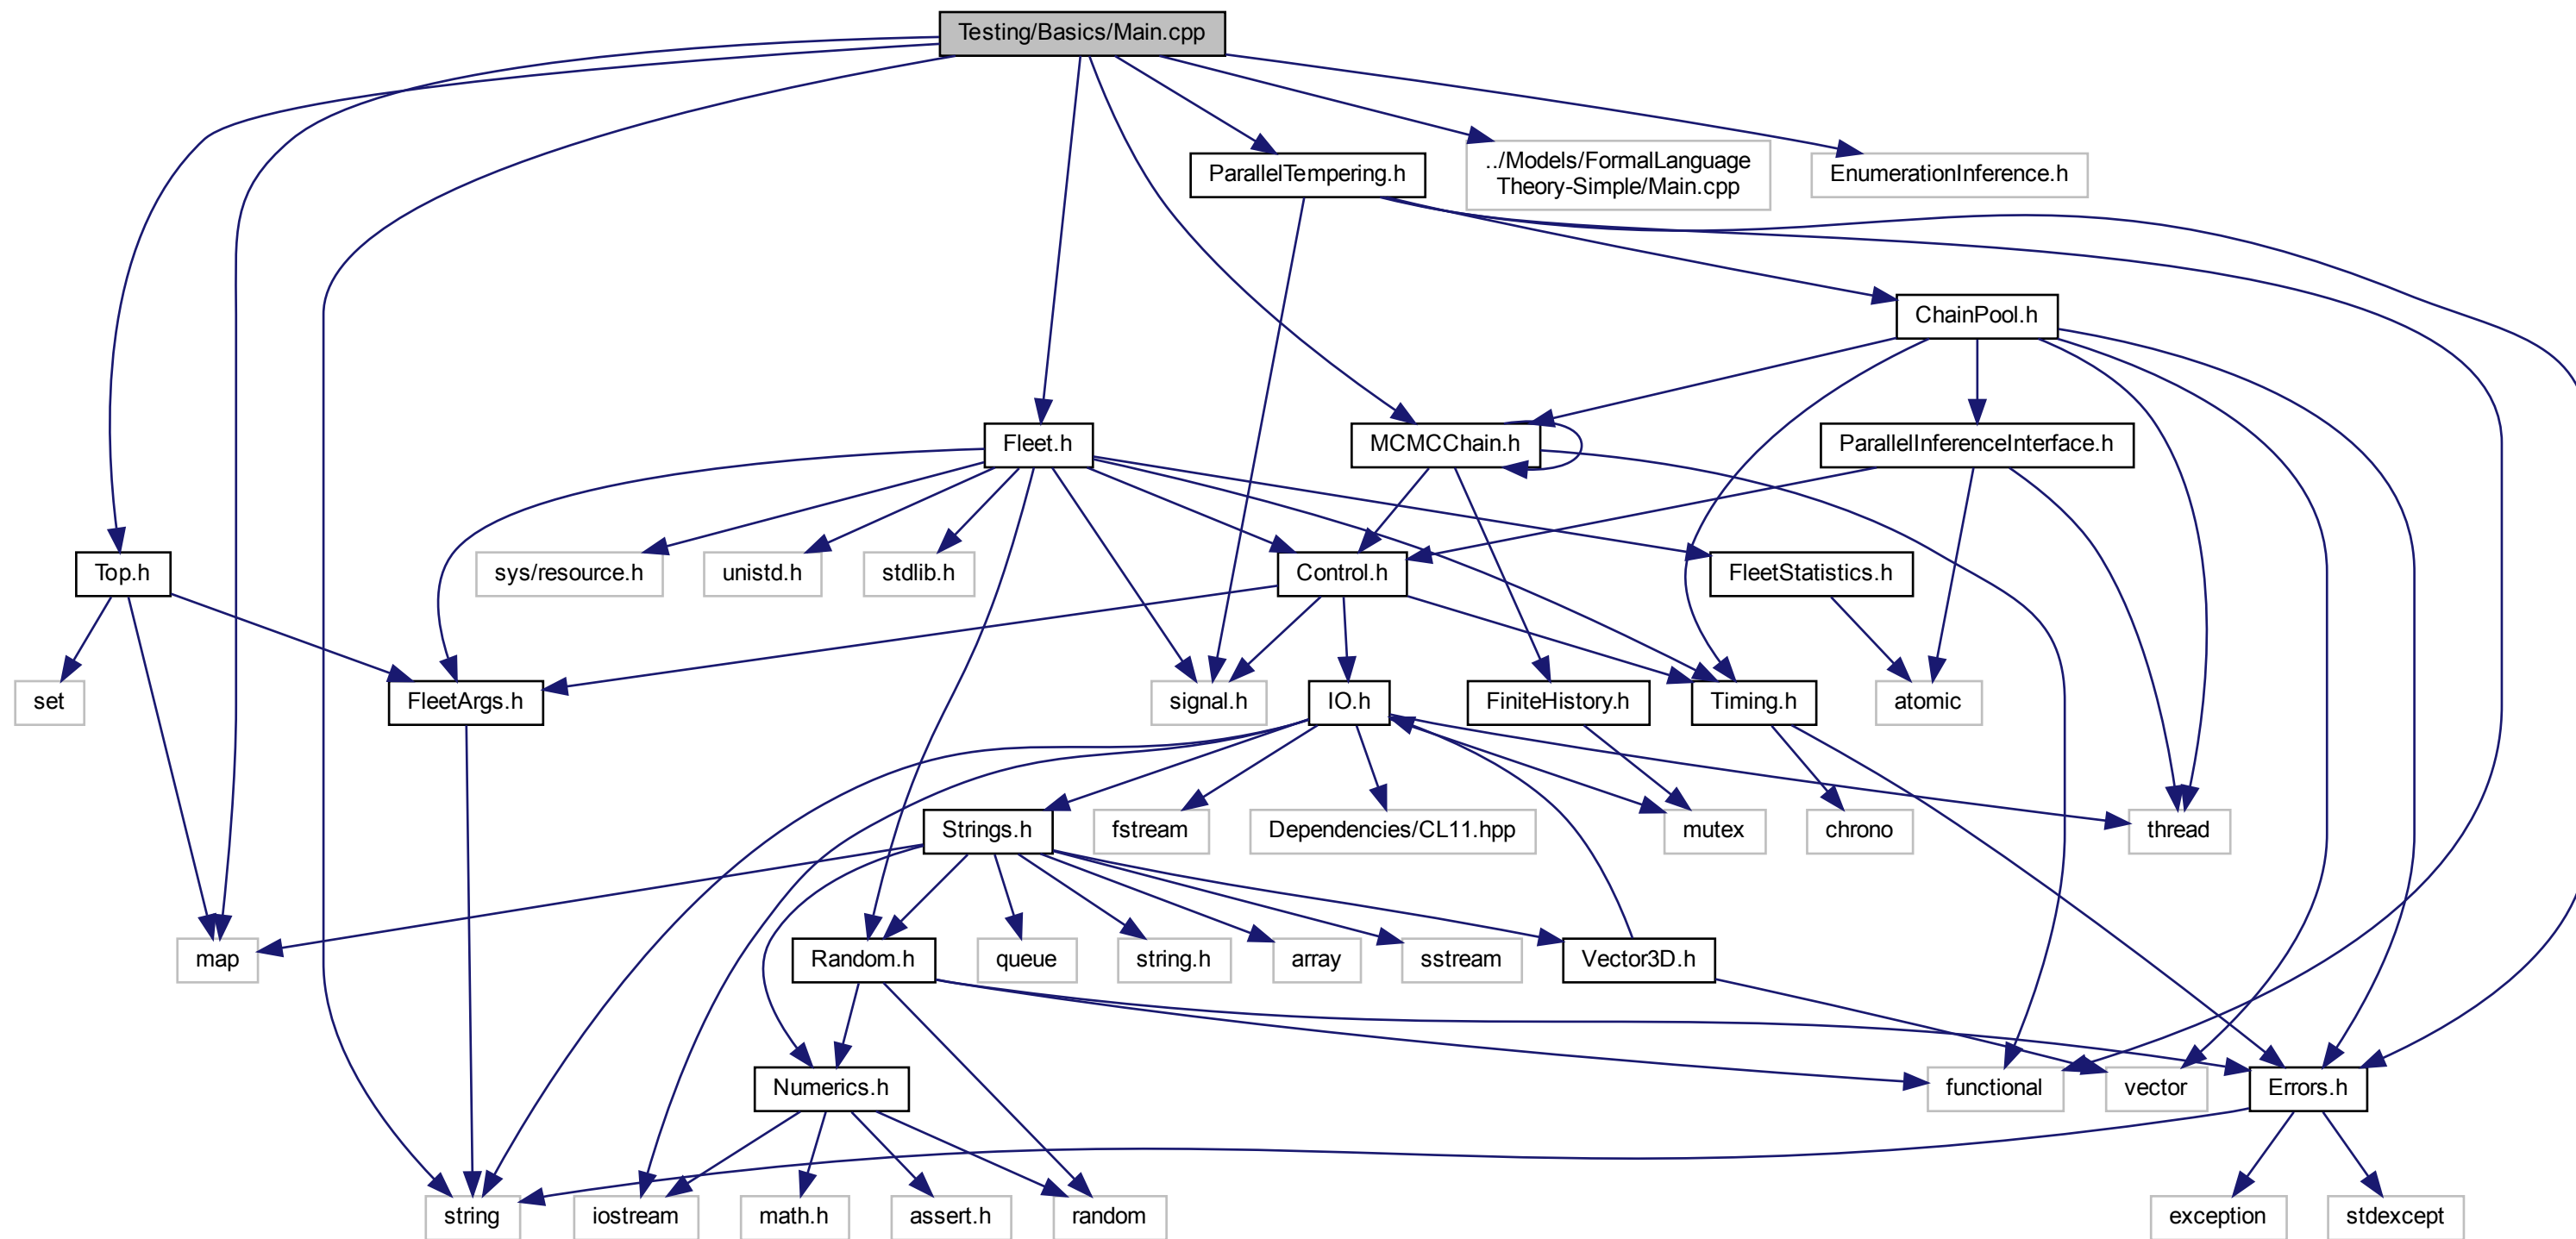 Testing/Basics/Main.cpp
ParallelTempering.h
../Models/FormalLanguage
Theory-Simple/Main.cpp
EnumerationInference.h
ChainPool.h
Fleet.h
MCMCChain.h
ParallelInferenceInterface.h
Top.h
sys/resource.h
unistd.h
stdlib.h
Control.h
FleetStatistics.h
set
FleetArgs.h
signal.h
IO.h
FiniteHistory.h
Timing.h
atomic
Strings.h
fstream
Dependencies/CL11.hpp
mutex
chrono
thread
map
Random.h
queue
string.h
array
sstream
Vector3D.h
Numerics.h
functional
vector
Errors.h
string
iostream
math.h
assert.h
random
exception
stdexcept